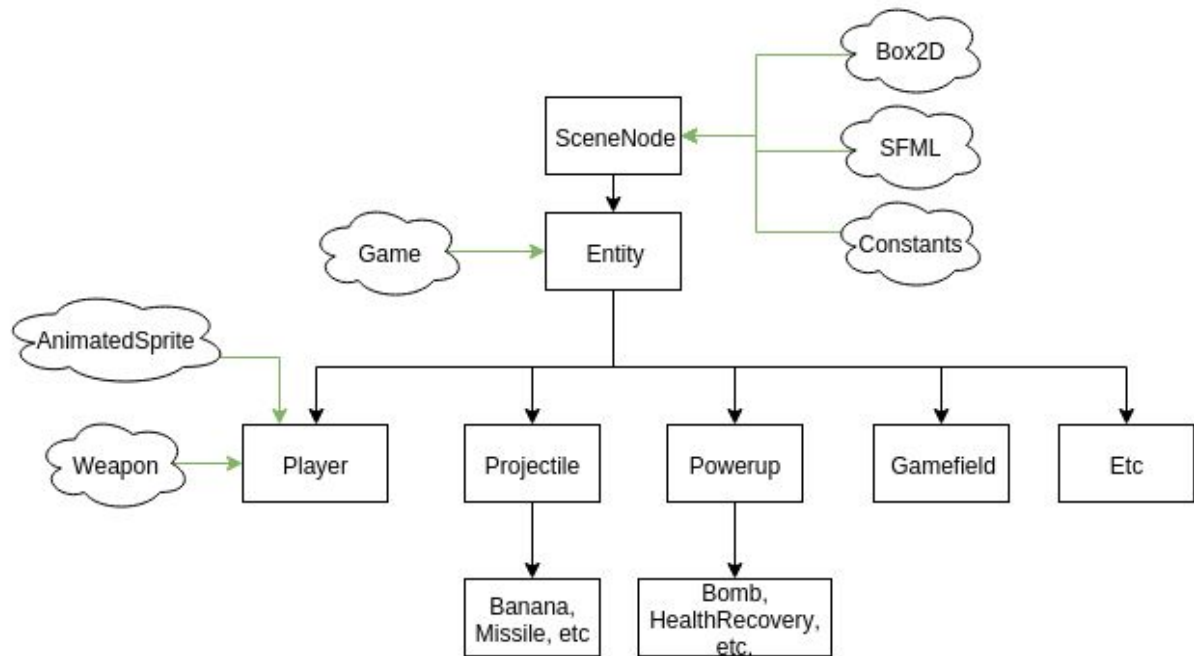 Box2D
SceneNode
SFML
Game
Entity
Constants
AnimatedSprite
Weapon
Player
Projectile
Powerup
Gamefield
Etc
Banana,
Missile, etc
Bomb,
HealthRecovery,
etc.